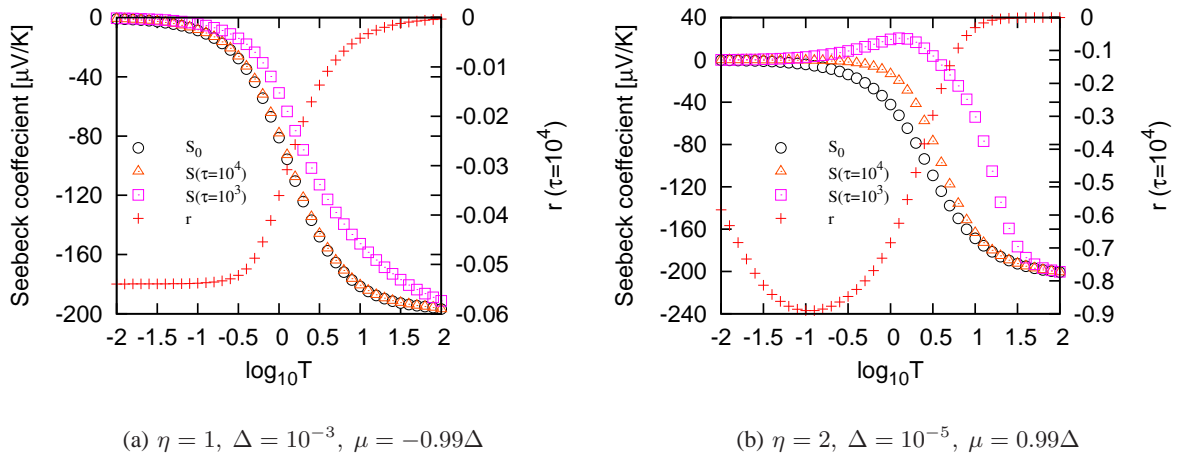 0
-40
-80
-120
-160
-200
-2 -1.5 -1 -0.5 0 0.5 1 1.5 2
0
-0.01
-0.02
-0.03
-0.04
-0.05
-0.06
Seebeck coeffecient [μV/K]
log₁₀T
r (τ=10⁴)
S₀
S(τ=10⁴)
S(τ=10³)
r
(a) η = 1, Δ = 10⁻³, μ = −0.99Δ
40
0
-40
-80
-120
-160
-200
-240
-2 -1.5 -1 -0.5 0 0.5 1 1.5 2
0
-0.1
-0.2
-0.3
-0.4
-0.5
-0.6
-0.7
-0.8
-0.9
Seebeck coeffecient [μV/K]
log₁₀T
r (τ=10⁴)
S₀
S(τ=10⁴)
S(τ=10³)
r
(b) η = 2, Δ = 10⁻⁵, μ = 0.99Δ